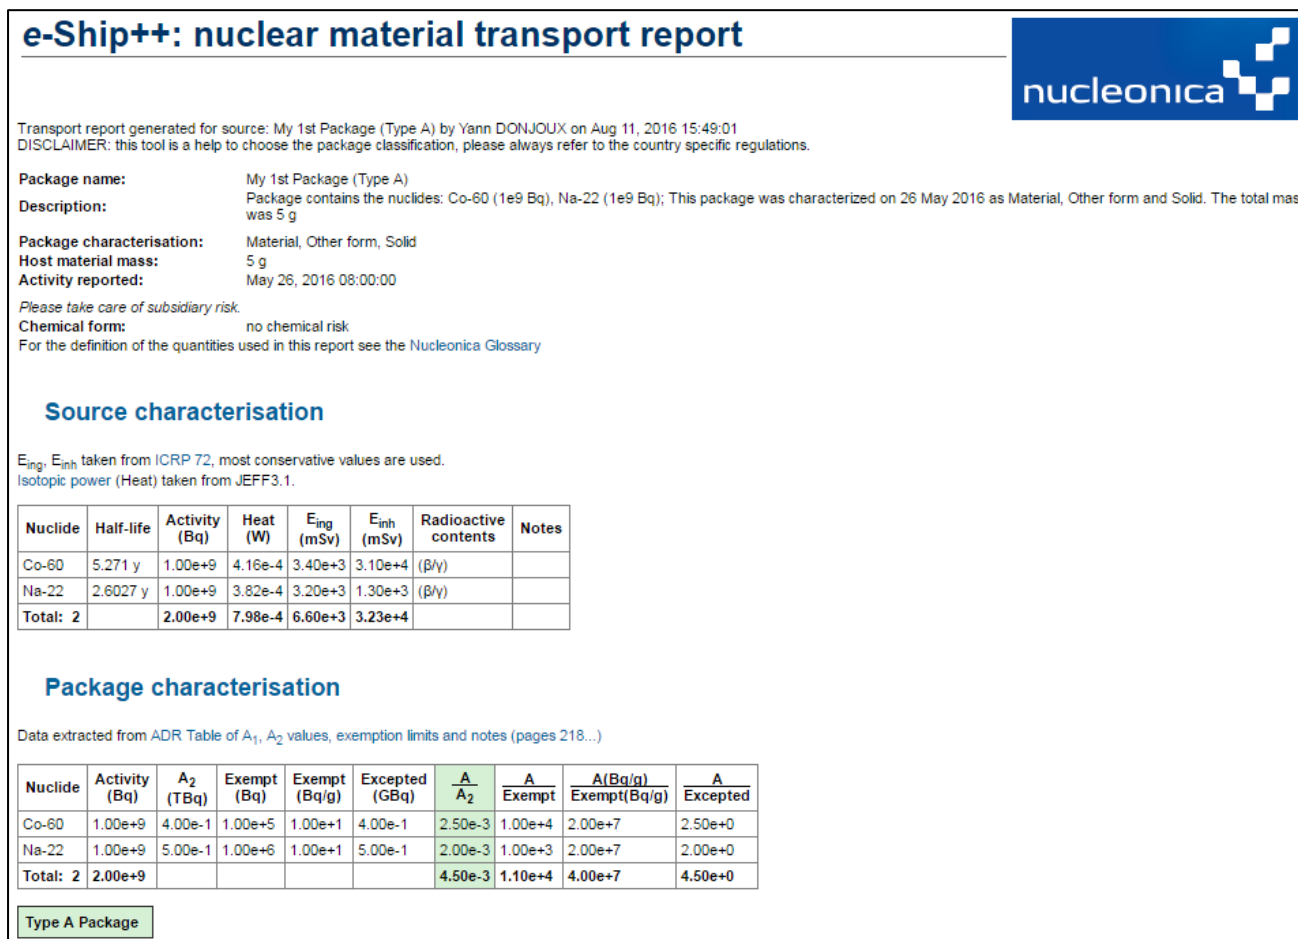 e-Ship++: nuclear material transport report
nucleonica
Transport report generated for source: My 1st Package (Type A) by Yann DONJOUX on Aug 11, 2016 15:49:01
DISCLAIMER: this tool is a help to choose the package classification, please always refer to the country specific regulations.
Package name: My 1st Package (Type A)
Description: Package contains the nuclides: Co-60 (1e9 Bq), Na-22 (1e9 Bq); This package was characterized on 26 May 2016 as Material, Other form and Solid. The total mas
was 5 g
Package characterisation: Material, Other form, Solid
Host material mass: 5 g
Activity reported: May 26, 2016 08:00:00
Please take care of subsidiary risk.
Chemical form: no chemical risk
For the definition of the quantities used in this report see the Nucleonica Glossary
Source characterisation
Eing, Einh taken from ICRP 72, most conservative values are used.
Isotopic power (Heat) taken from JEFF3.1.
Nuclide Half-life Activity (Bq) Heat (W) Eing (mSv) Einh (mSv) Radioactive contents Notes
Co-60 5.271 y 1.00e+9 4.16e-4 3.40e+3 3.10e+4 (β/γ)
Na-22 2.6027 y 1.00e+9 3.82e-4 3.20e+3 1.30e+3 (β/γ)
Total: 2 2.00e+9 7.98e-4 6.60e+3 3.23e+4
Package characterisation
Data extracted from ADR Table of A1, A2 values, exemption limits and notes (pages 218...)
Nuclide Activity (Bq) A2 (TBq) Exempt (Bq) Exempt (Bq/g) Excepted (GBq) A/A2 A/Exempt A(Bq/g)/Exempt(Bq/g) A/Excepted
Co-60 1.00e+9 4.00e-1 1.00e+5 1.00e+1 4.00e-1 2.50e-3 1.00e+4 2.00e+7 2.50e+0
Na-22 1.00e+9 5.00e-1 1.00e+6 1.00e+1 5.00e-1 2.00e-3 1.00e+3 2.00e+7 2.00e+0
Total: 2 2.00e+9 4.50e-3 1.10e+4 4.00e+7 4.50e+0
Type A Package